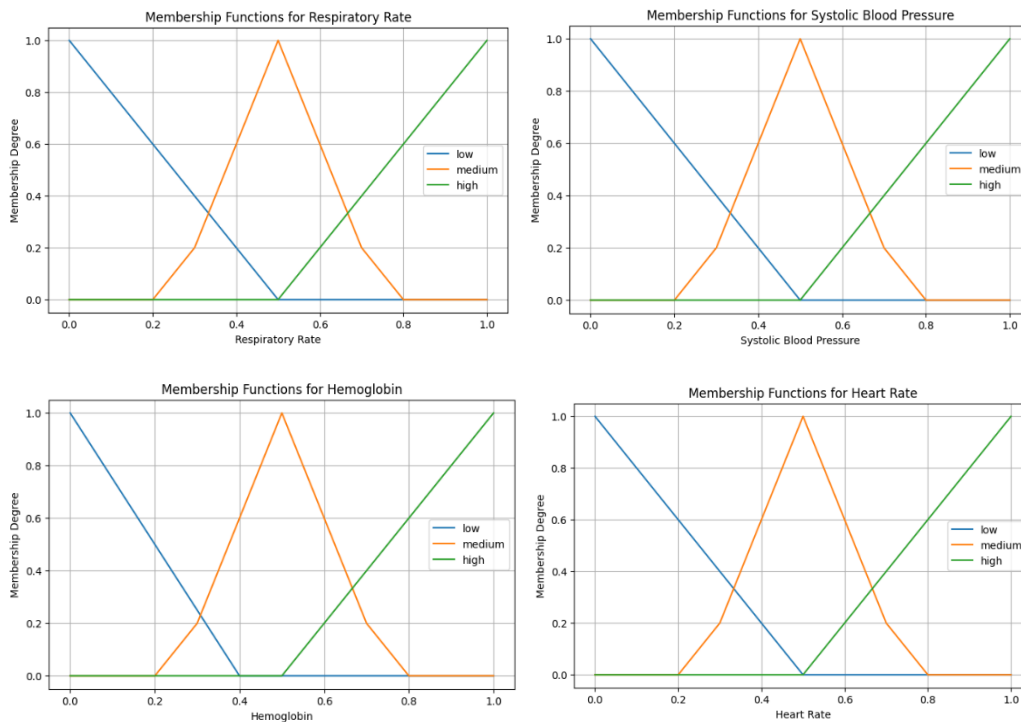 Membership Functions for Respiratory Rate
1.0
0.8
0.6
0.4
0.2
0.0
Membership Degree
low
medium
high
0.0 0.2 0.4 0.6 0.8 1.0
Respiratory Rate
Membership Functions for Systolic Blood Pressure
1.0
0.8
0.6
0.4
0.2
0.0
Membership Degree
low
medium
high
0.0 0.2 0.4 0.6 0.8 1.0
Systolic Blood Pressure
Membership Functions for Hemoglobin
1.0
0.8
0.6
0.4
0.2
0.0
Membership Degree
low
medium
high
0.0 0.2 0.4 0.6 0.8 1.0
Hemoglobin
Membership Functions for Heart Rate
1.0
0.8
0.6
0.4
0.2
0.0
Membership Degree
low
medium
high
0.0 0.2 0.4 0.6 0.8 1.0
Heart Rate